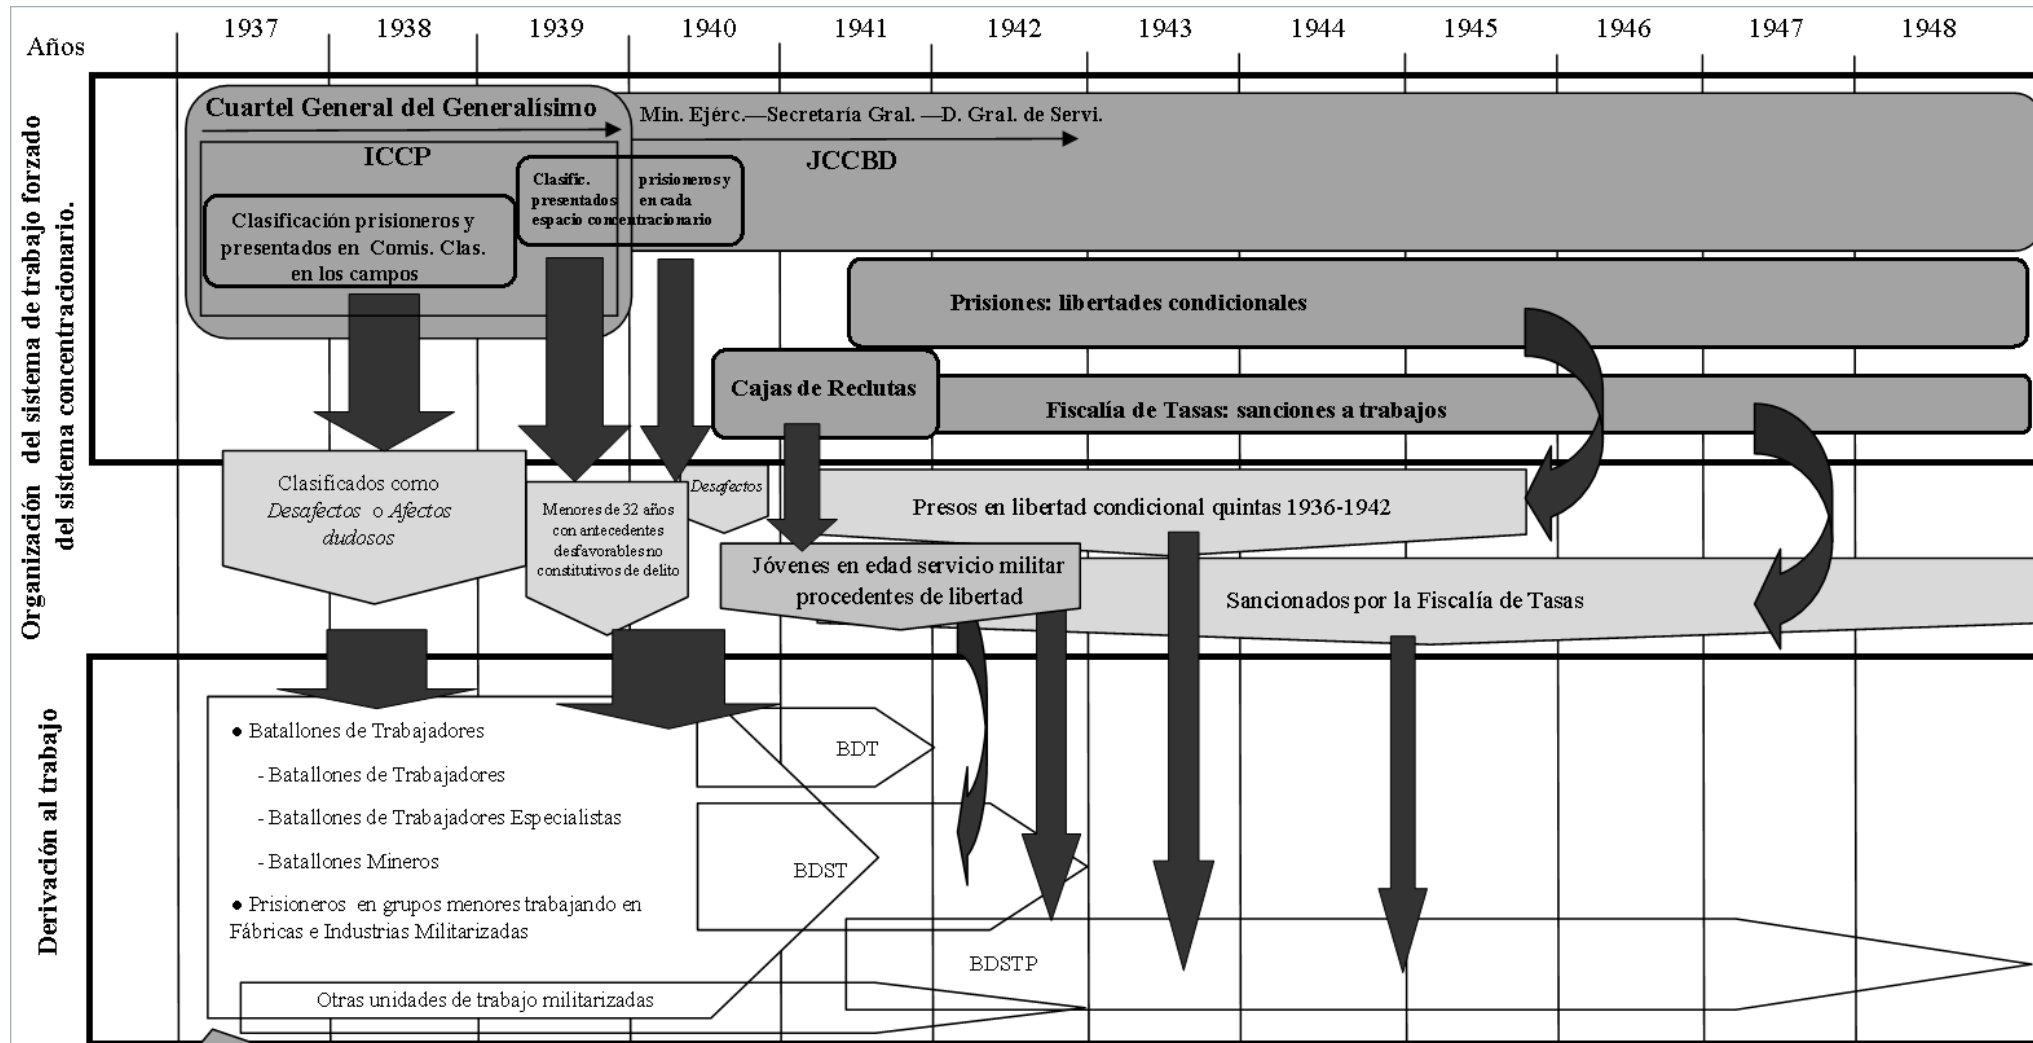 Años
1937 1938 1939 1940 1941 1942 1943 1944 1945 1946 1947 1948
Organización del sistema de trabajo forzado
del sistema concentracionario.
Cuartel General del Generalísimo
ICCP
Min. Ejérc.—Secretaría Gral. —D. Gral. de Servi.
JCCBD
Clasificación prisioneros y
presentados en Comis. Clas.
en los campos
Clasific. prisioneros y
presentados en cada
espacio concentracionario
Prisiones: libertades condicionales
Cajas de Reclutas
Fiscalía de Tasas: sanciones a trabajos
Clasificados como
Desafectos o Afectos
dudosos
Menores de 32 años
con antecedentes
desfavorables no
constitutivos de delito
Desafectos
Presos en libertad condicional quintas 1936-1942
Jóvenes en edad servicio militar
procedentes de libertad
Sancionados por la Fiscalía de Tasas
Derivación al trabajo
● Batallones de Trabajadores
- Batallones de Trabajadores
- Batallones de Trabajadores Especialistas
- Batallones Mineros
● Prisioneros en grupos menores trabajando en
Fábricas e Industrias Militarizadas
Otras unidades de trabajo militarizadas
BDT
BDST
BDSTP